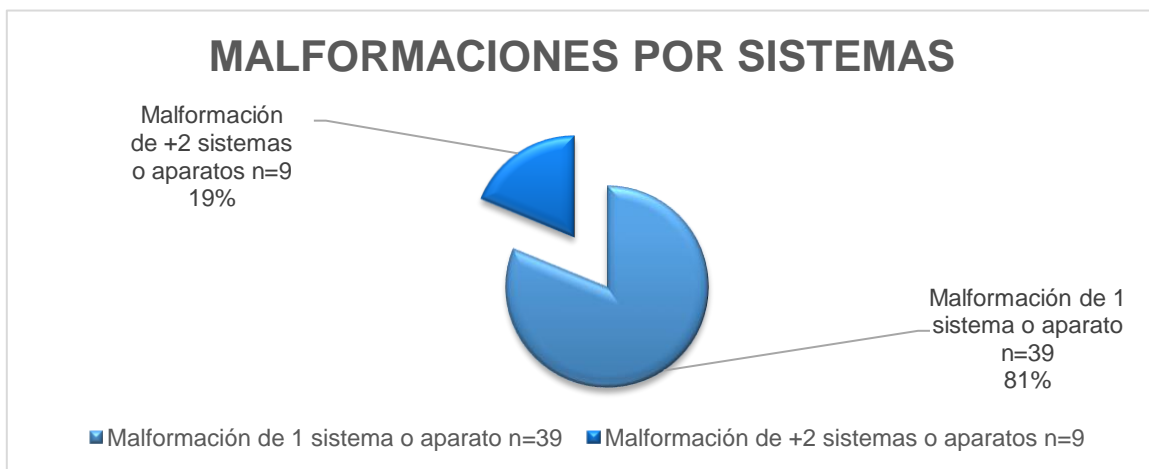 MALFORMACIONES POR SISTEMAS
Malformación
de +2 sistemas
o aparatos n=9
19%
Malformación de 1
sistema o aparato
n=39
81%
Malformación de 1 sistema o aparato n=39 Malformación de +2 sistemas o aparatos n=9